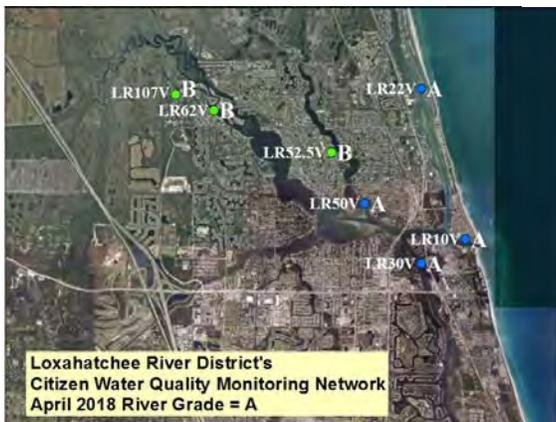 LR107V B
LR62V B
LR22V A
LR52.5V B
LR50V A
LR10V A
LR30V A
Loxahatchee River District's
Citizen Water Quality Monitoring Network
April 2018 River Grade = A